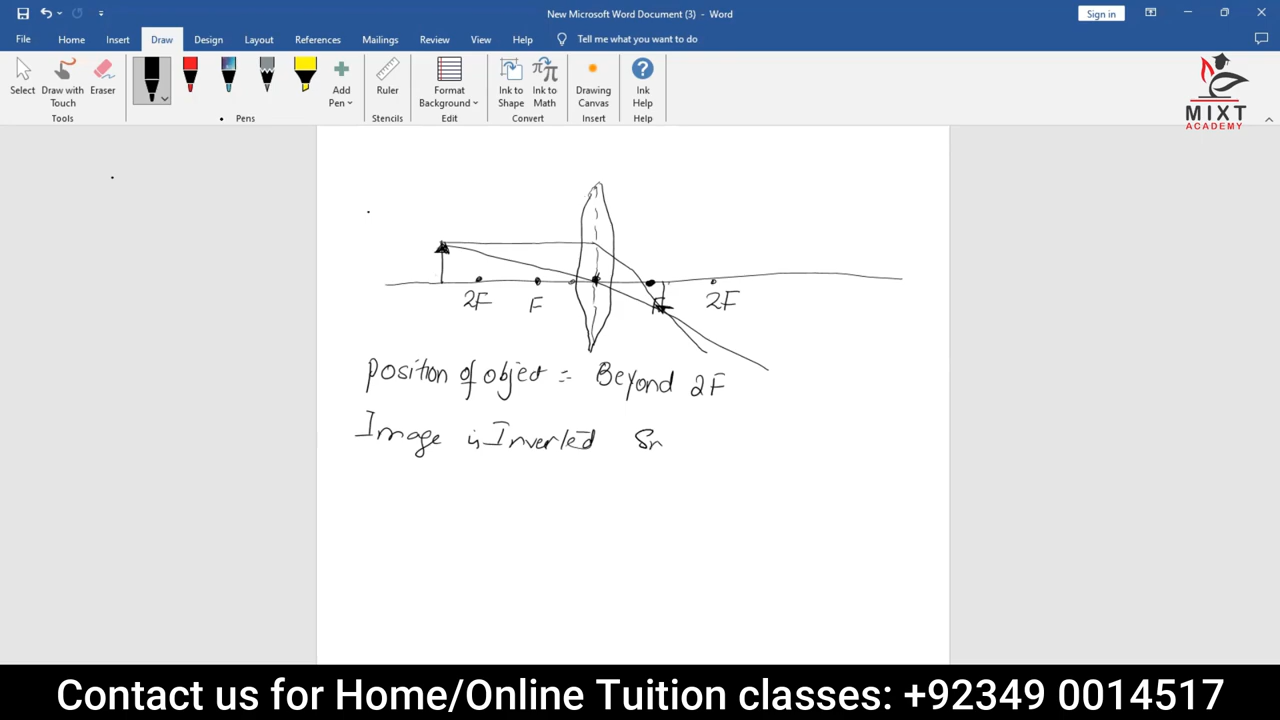 New Microsoft Word Document (3) - Word
Sign in
File Home Insert Draw Design Layout References Mailings Review View Help Tell me what you want to do
Select Draw with Touch Eraser Add Pen Ruler Format Background Ink to Shape Ink to Math Drawing Canvas Ink Help
Tools Pens Stencils Edit Convert Insert Help
MIXT
ACADEMY
2F F F 2F
Position of object = Beyond 2F
Image is Inverted Sm
Contact us for Home/Online Tuition classes: +92349 0014517